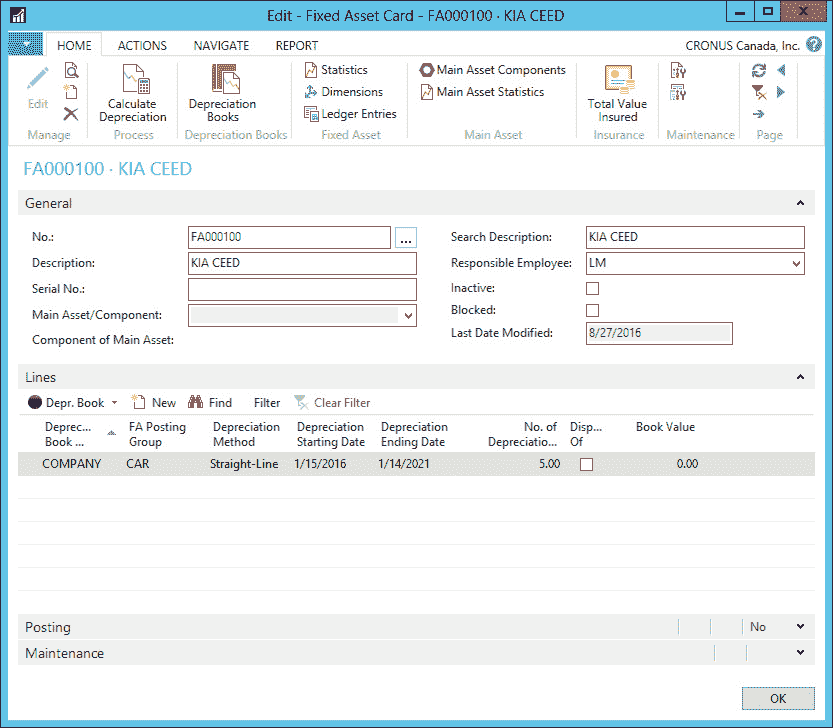 Edit - Fixed Asset Card - FA000100 · KIA CEED
HOME ACTIONS NAVIGATE REPORT CRONUS Canada, Inc.
Edit
Manage
Calculate Depreciation
Process
Depreciation Books
Depreciation Books
Statistics
Dimensions
Ledger Entries
Fixed Asset
Main Asset Components
Main Asset Statistics
Main Asset
Total Value Insured
Insurance
Maintenance
Page
FA000100 · KIA CEED
General
No.: FA000100 ...
Description: KIA CEED
Serial No.:
Main Asset/Component:
Component of Main Asset:
Search Description: KIA CEED
Responsible Employee: LM
Inactive:
Blocked:
Last Date Modified: 8/27/2016
Lines
Depr. Book New Find Filter Clear Filter
Deprec... Book ... FA Posting Group Depreciation Method Depreciation Starting Date Depreciation Ending Date No. of Depreciatio... Disp... Of Book Value
COMPANY CAR Straight-Line 1/15/2016 1/14/2021 5.00 0.00
Posting No
Maintenance
OK